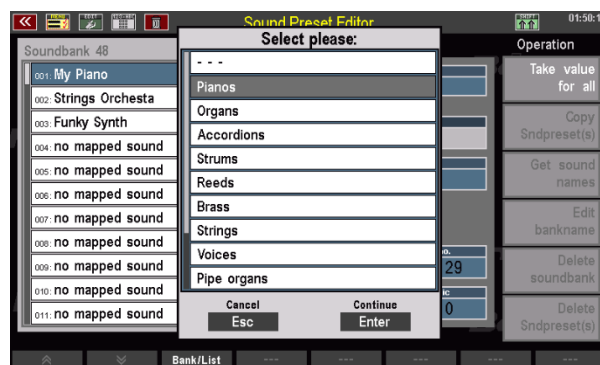 Sound Preset Editor
01:50:1
Soundbank 48
001: My Piano
002: Strings Orchesta
003: Funky Synth
004: no mapped sound
005: no mapped sound
006: no mapped sound
007: no mapped sound
008: no mapped sound
009: no mapped sound
010: no mapped sound
011: no mapped sound
Select please:
- - -
Pianos
Organs
Accordions
Strums
Reeds
Brass
Strings
Voices
Pipe organs
Cancel
Esc
Continue
Enter
29
0
Operation
Take value
for all
Copy
Sndpreset(s)
Get sound
names
Edit
bankname
Delete
soundbank
Delete
Sndpreset(s)
Bank/List
---
---
---
---
---